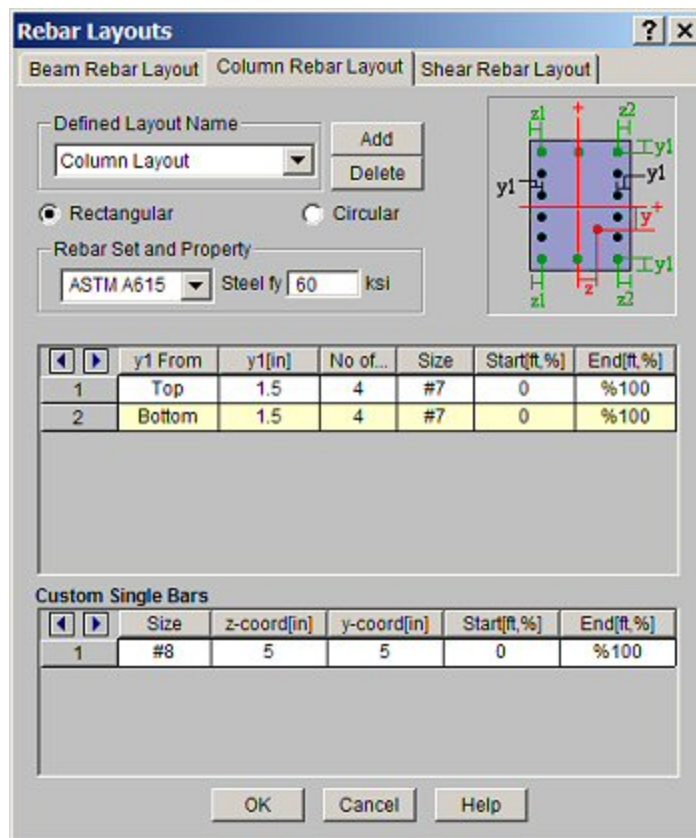 Rebar Layouts ? ×
Beam Rebar Layout Column Rebar Layout Shear Rebar Layout
Defined Layout Name
Column Layout
Add
Delete
Rectangular Circular
Rebar Set and Property
ASTM A615 Steel fy 60 ksi
z1 + z2
y1
y1 y1
y+
y1
z
z1 z2
y1 From y1[in] No of... Size Start[ft,%] End[ft,%]
1 Top 1.5 4 #7 0 %100
2 Bottom 1.5 4 #7 0 %100
Custom Single Bars
Size z-coord[in] y-coord[in] Start[ft,%] End[ft,%]
1 #8 5 5 0 %100
OK Cancel Help